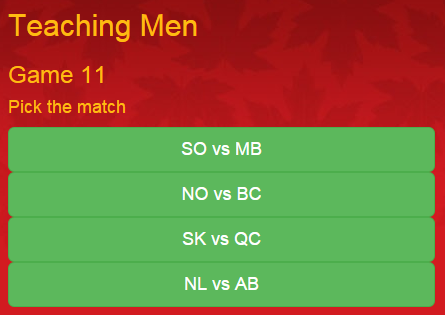 Teaching Men
Game 11
Pick the match
SO vs MB
NO vs BC
SK vs QC
NL vs AB